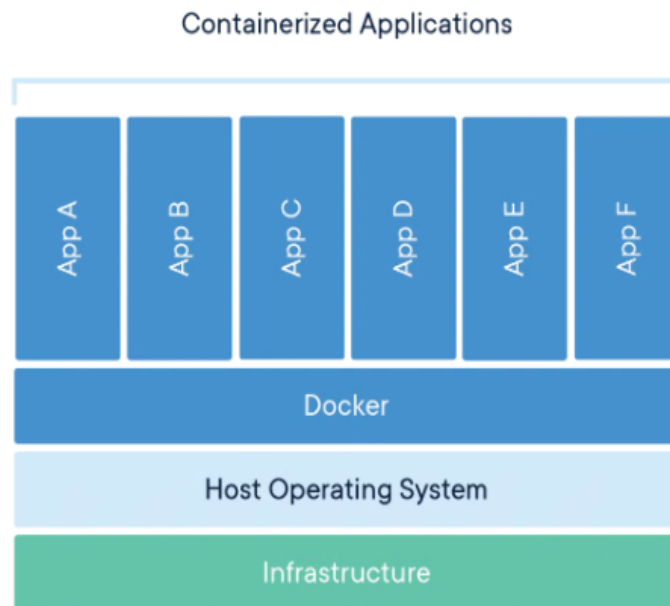 Containerized Applications
App A
App B
App C
App D
App E
App F
Docker
Host Operating System
Infrastructure